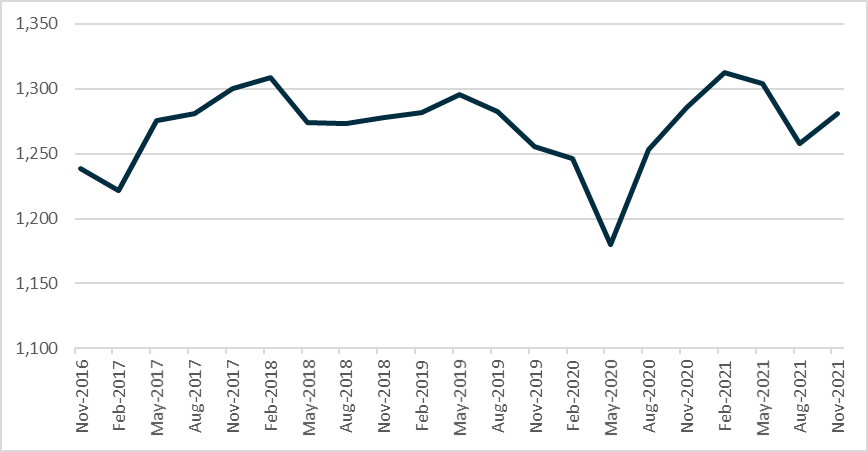 1,350
1,300
1,250
1,200
1,150
1,100
Nov-2016
Feb-2017
May-2017
Aug-2017
Nov-2017
Feb-2018
May-2018
Aug-2018
Nov-2018
Feb-2019
May-2019
Aug-2019
Nov-2019
Feb-2020
May-2020
Aug-2020
Nov-2020
Feb-2021
May-2021
Aug-2021
Nov-2021